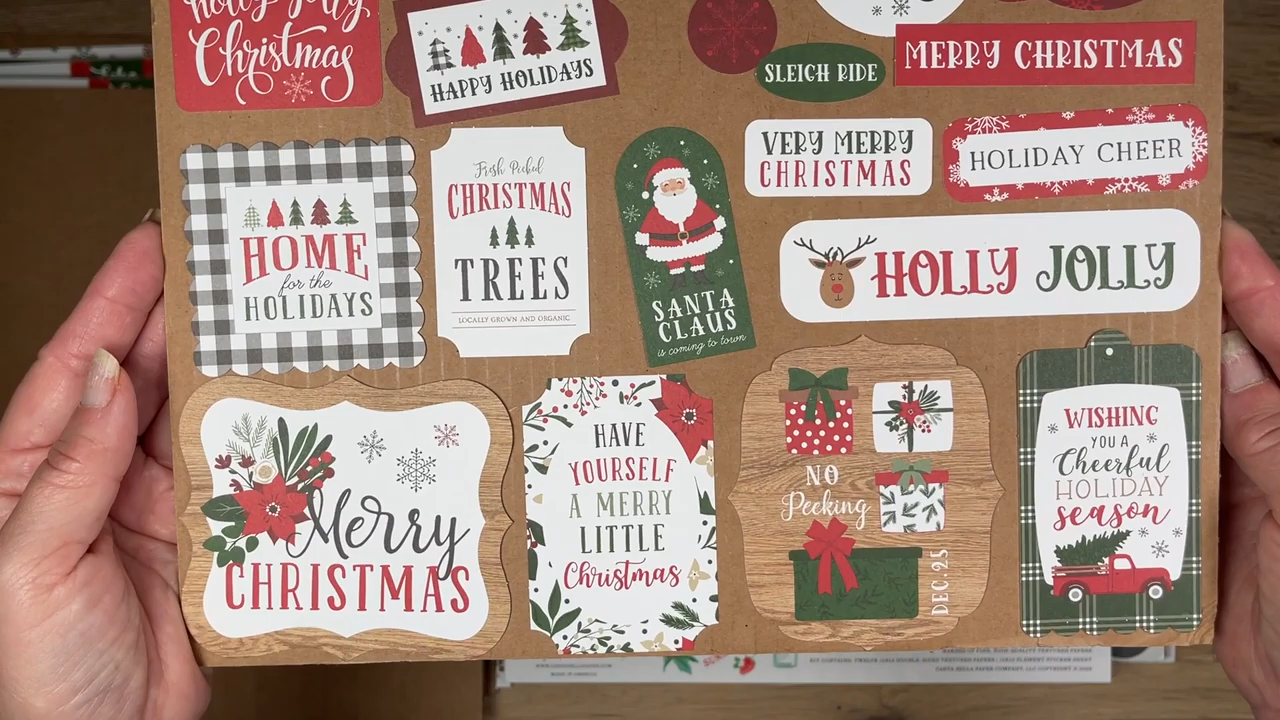 holly Jolly
Christmas
HAPPY HOLIDAYS
SLEIGH RIDE
MERRY CHRISTMAS
HOME
for the
HOLIDAYS
Fresh Picked
CHRISTMAS
TREES
LOCALLY GROWN AND ORGANIC
SANTA
CLAUS
is coming to town
VERY MERRY
CHRISTMAS
HOLIDAY CHEER
HOLLY JOLLY
Merry
CHRISTMAS
HAVE
YOURSELF
A MERRY
LITTLE
Christmas
NO
Peeking
DEC. 25
WISHING
YOU A
Cheerful
HOLIDAY
season